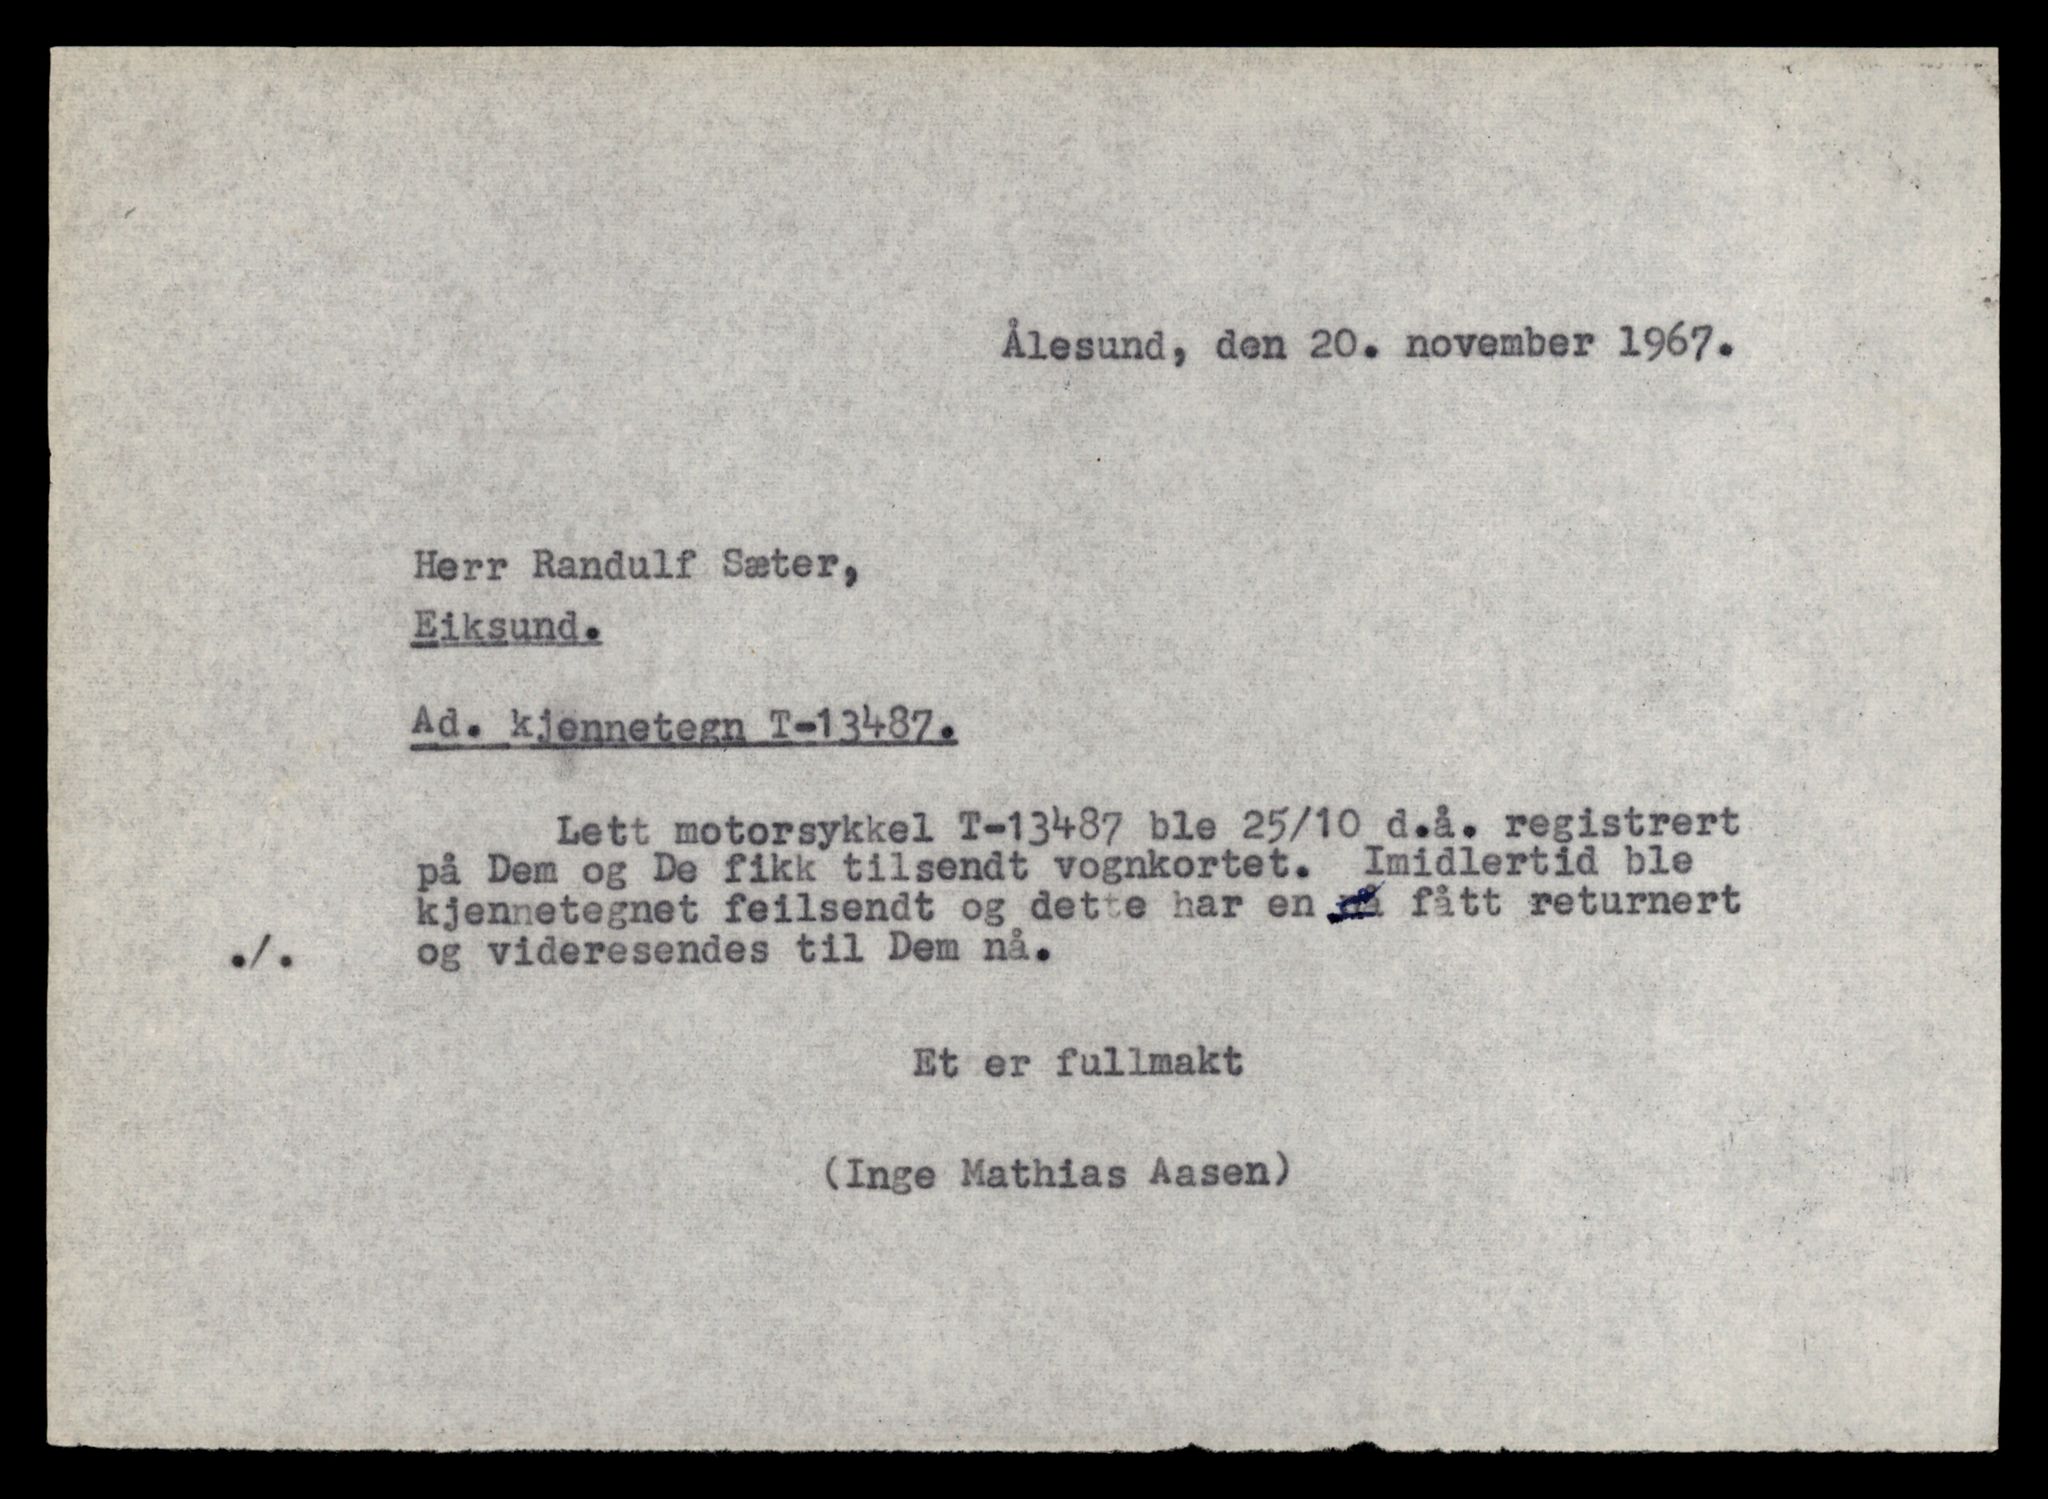 Ålesund, den 20. november 1967.
Herr Randulf Sæter,
Eiksund.
Ad. kjennetegn T-13487.
Lett motorsykkel T-13487 ble 25/10 d.å. registrert
på Dem og De fikk tilsendt vognkortet. Imidlertid ble
kjennetegnet feilsendt og dette har en nå fått returnert
./. og videresendes til Dem nå.
Et er fullmakt
(Inge Mathias Aasen)